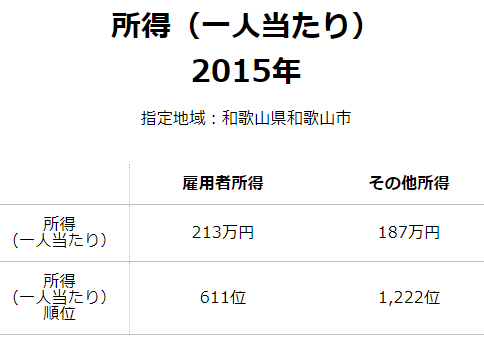 所得（一人当たり）
2015年
指定地域：和歌山県和歌山市
雇用者所得 その他所得
所得
（一人当たり） 213万円 187万円
所得
（一人当たり）
順位 611位 1,222位